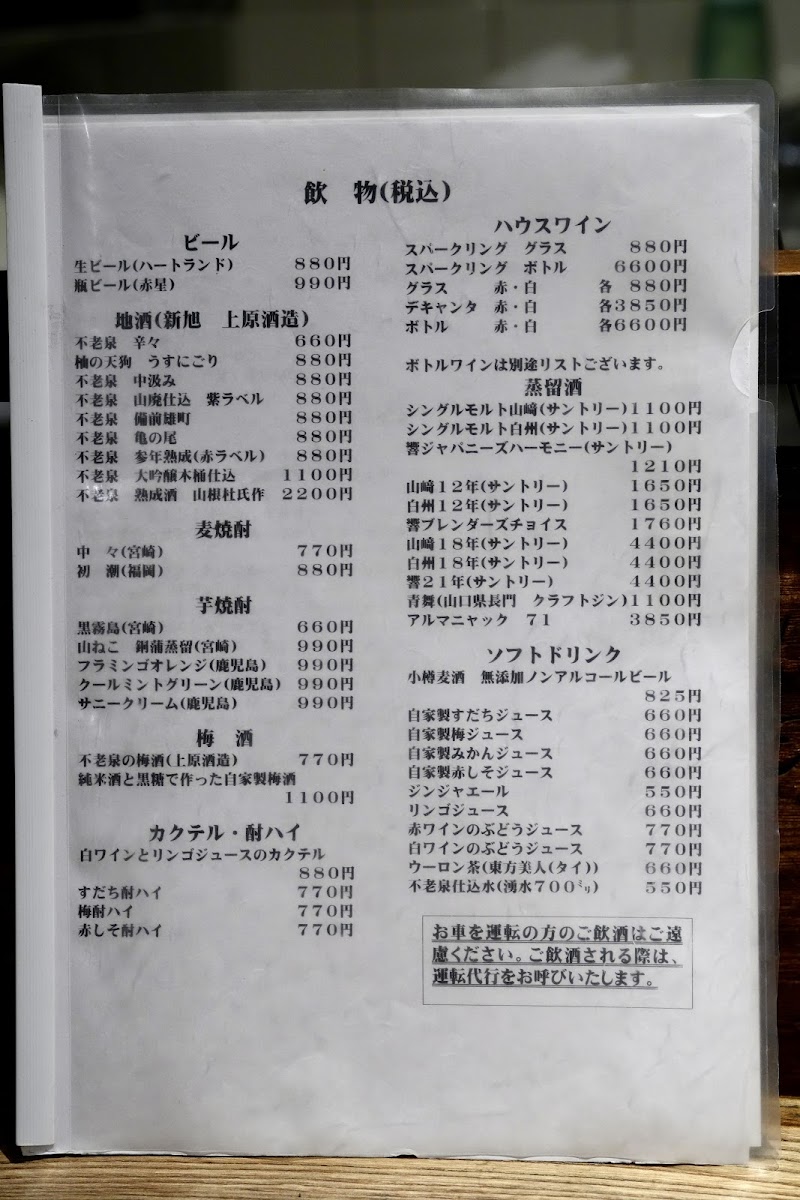 飲　物(税込)
ビール
生ビール(ハートランド)　８８０円
瓶ビール(赤星)　９９０円
地酒(新旭　上原酒造)
不老泉　辛々　６６０円
杣の天狗　うすにごり　８８０円
不老泉　中汲み　８８０円
不老泉　山廃仕込　紫ラベル　８８０円
不老泉　備前雄町　８８０円
不老泉　亀の尾　８８０円
不老泉　参年熟成(赤ラベル)　８８０円
不老泉　大吟醸木桶仕込　１１００円
不老泉　熟成酒　山根杜氏作　２２００円
麦焼酎
中　々(宮崎)　７７０円
初　潮(福岡)　８８０円
芋焼酎
黒霧島(宮崎)　６６０円
山ねこ　銅蒲蒸留(宮崎)　９９０円
フラミンゴオレンジ(鹿児島)　９９０円
クールミントグリーン(鹿児島)　９９０円
サニークリーム(鹿児島)　９９０円
梅　酒
不老泉の梅酒(上原酒造)　７７０円
純米酒と黒糖で作った自家製梅酒
１１００円
カクテル・酎ハイ
白ワインとリンゴジュースのカクテル
８８０円
すだち酎ハイ　７７０円
梅酎ハイ　７７０円
赤しそ酎ハイ　７７０円
ハウスワイン
スパークリング　グラス　８８０円
スパークリング　ボトル　６６００円
グラス　赤・白　各　８８０円
デキャンタ　赤・白　各３８５０円
ボトル　赤・白　各６６００円
ボトルワインは別途リストございます。
蒸留酒
シングルモルト山﨑(サントリー)１１００円
シングルモルト白州(サントリー)１１００円
響ジャパニーズハーモニー(サントリー)
１２１０円
山﨑１２年(サントリー)　１６５０円
白州１２年(サントリー)　１６５０円
響ブレンダーズチョイス　１７６０円
山﨑１８年(サントリー)　４４００円
白州１８年(サントリー)　４４００円
響２１年(サントリー)　４４００円
青舞(山口県長門　クラフトジン)１１００円
アルマニャック　７１　３８５０円
ソフトドリンク
小樽麦酒　無添加ノンアルコールビール
８２５円
自家製すだちジュース　６６０円
自家製梅ジュース　６６０円
自家製みかんジュース　６６０円
自家製赤しそジュース　６６０円
ジンジャエール　５５０円
リンゴジュース　６６０円
赤ワインのぶどうジュース　７７０円
白ワインのぶどうジュース　７７０円
ウーロン茶(東方美人(タイ))　６６０円
不老泉仕込水(湧水７００㍉)　５５０円
お車を運転の方のご飲酒はご遠
慮ください。ご飲酒される際は、
運転代行をお呼びいたします。